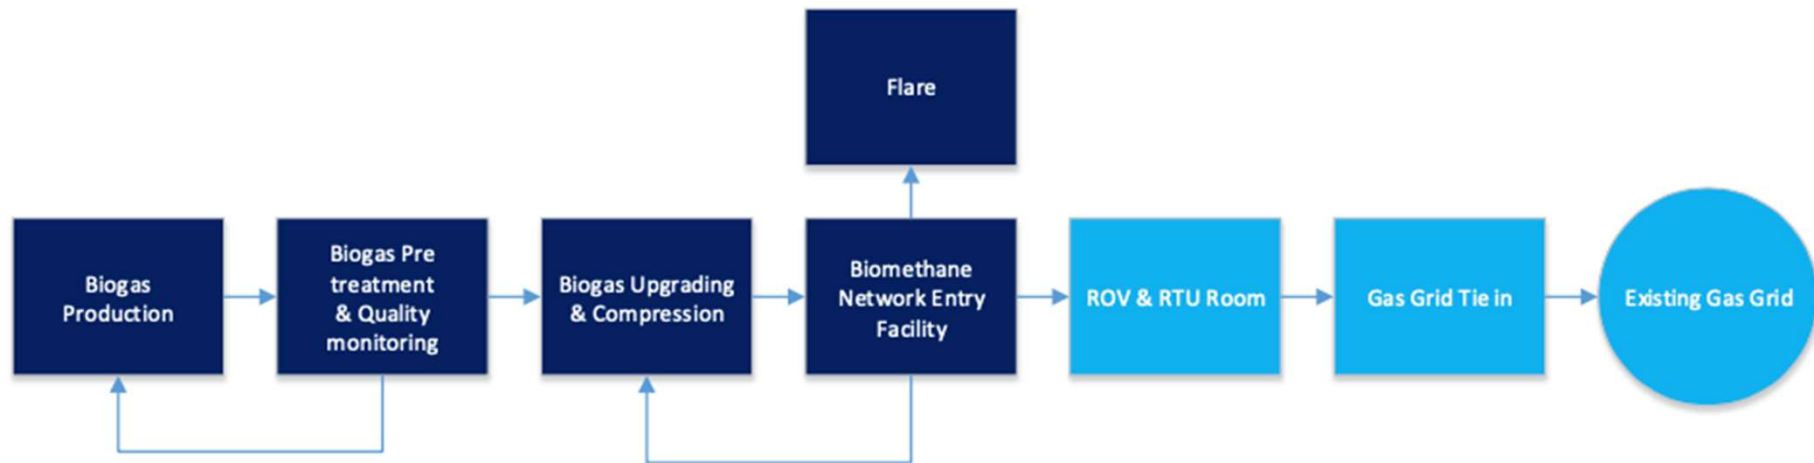 Flare
Biogas
Production
Biogas Pre
treatment
& Quality
monitoring
Biogas Upgrading
& Compression
Biomethane
Network Entry
Facility
ROV & RTU Room
Gas Grid Tie in
Existing Gas Grid